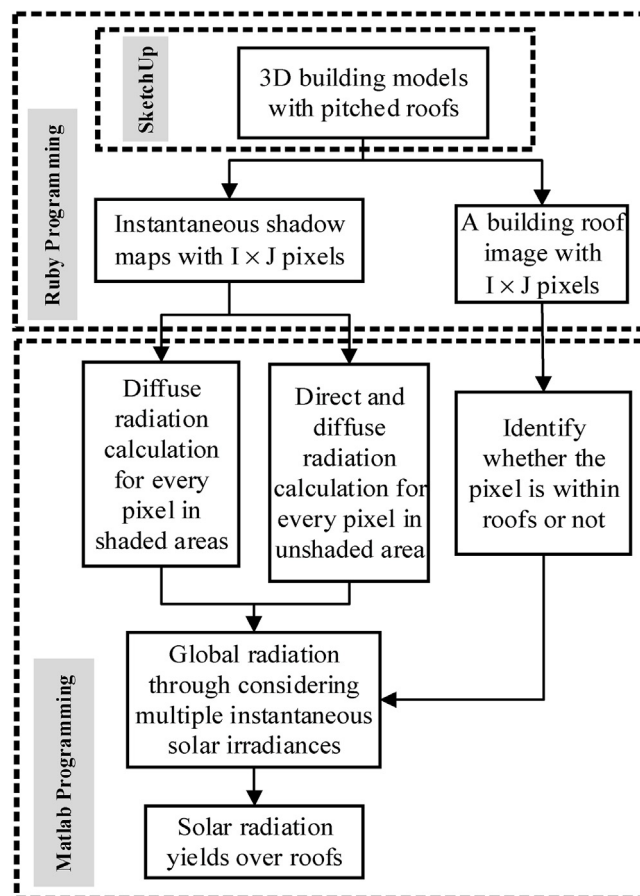 SketchUp
3D building models
with pitched roofs
Ruby Programming
Instantaneous shadow
maps with I × J pixels
A building roof
image with
I × J pixels
Diffuse
radiation
calculation
for every
pixel in
shaded areas
Direct and
diffuse
radiation
calculation for
every pixel in
unshaded area
Identify
whether the
pixel is within
roofs or not
Matlab Programming
Global radiation
through considering
multiple instantaneous
solar irradiances
Solar radiation
yields over roofs